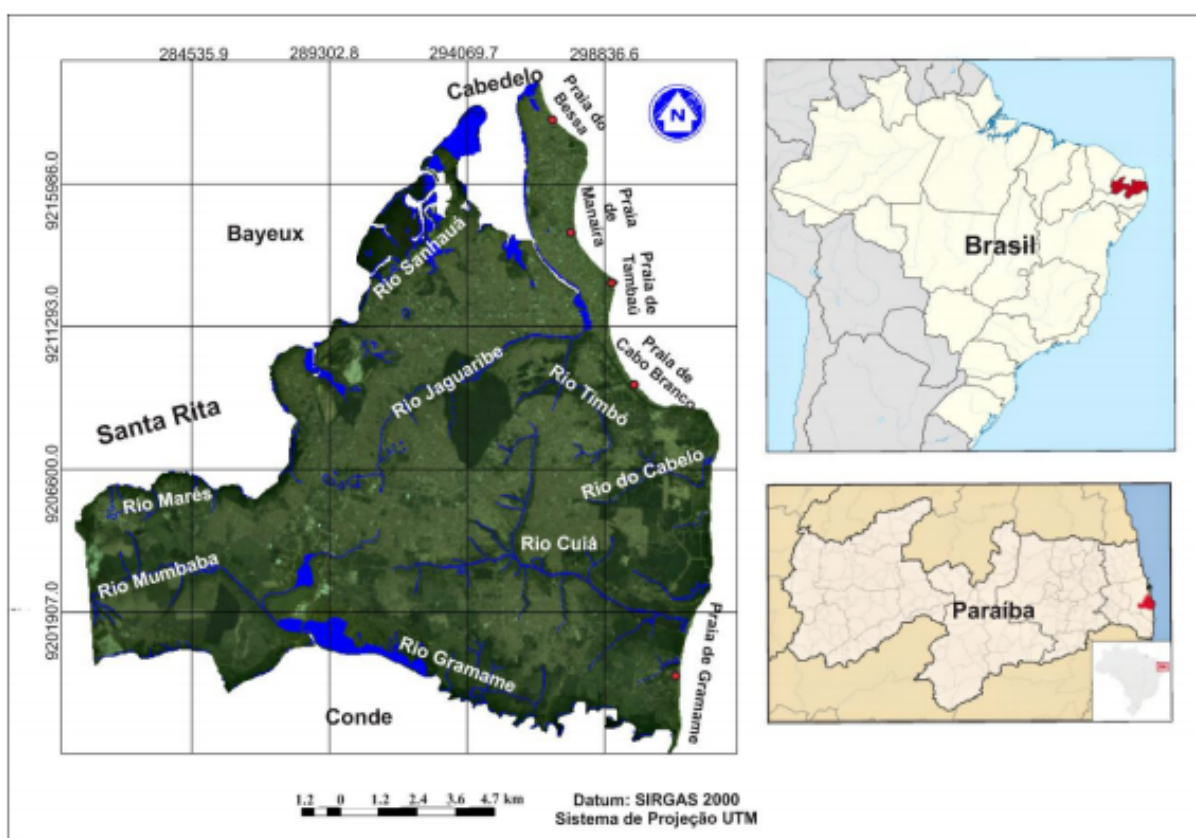 284535.9
289302.8
294069.7
298836.6
9215986.0
9211293.0
9206600.0
9201907.0
Cabedelo
Praia do
Bessa
N
Praia
de
Manaira
Bayeux
Rio Sanhauá
Praia de
Tambaú
Praia de
Cabo Branco
Rio Jaguaribe
Rio Timbó
Santa Rita
Rio do Cabelo
Rio Marés
Rio Cuiá
Rio Mumbaba
Rio Gramame
Praia de Gramame
Conde
Brasil
Paraíba
1.2 0 1.2 2.4 3.6 4.7 km
Datum: SIRGAS 2000
Sistema de Projeção UTM